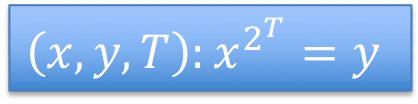 (x, y, T): x^{2^T} = y